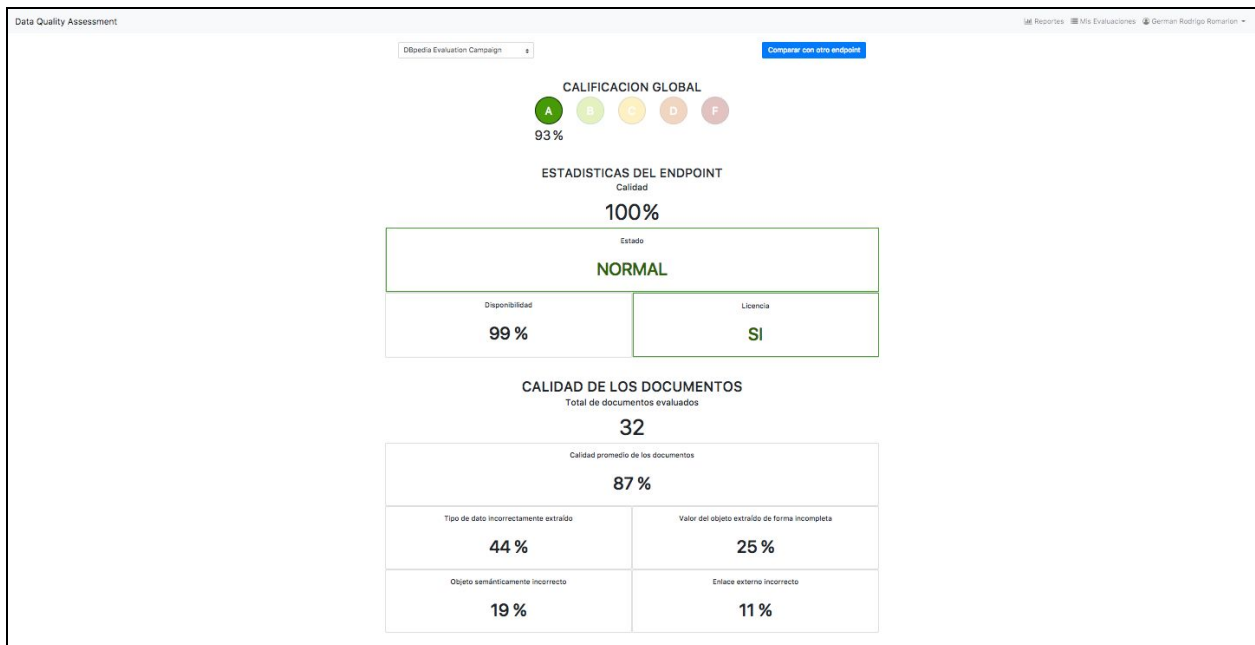 Data Quality Assessment
Reportes Mis Evaluaciones German Rodrigo Romarion
DBpedia Evaluation Campaign
Comparar con otro endpoint
CALIFICACION GLOBAL
A B C D F
93 %
ESTADISTICAS DEL ENDPOINT
Calidad
100%
Estado
NORMAL
Disponibilidad Licencia
99 % SI
CALIDAD DE LOS DOCUMENTOS
Total de documentos evaluados
32
Calidad promedio de los documentos
87 %
Tipo de dato incorrectamente extraído Valor del objeto extraído de forma incompleta
44 % 25 %
Objeto semánticamente incorrecto Enlace externo incorrecto
19 % 11 %